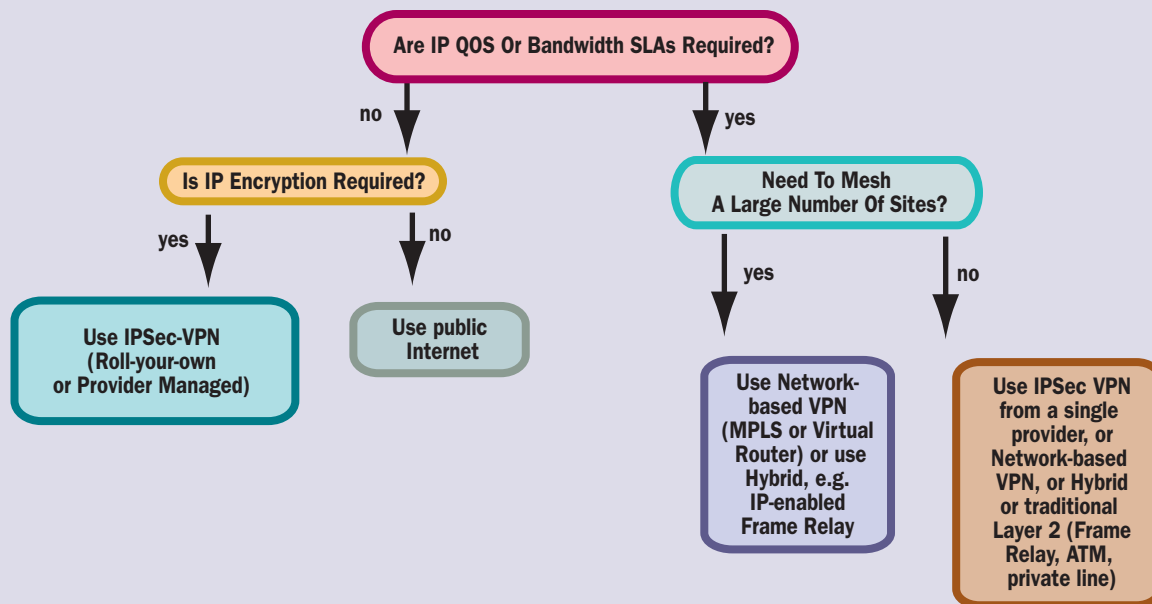 Are IP QOS Or Bandwidth SLAs Required?
no
yes
Is IP Encryption Required?
Need To Mesh
A Large Number Of Sites?
yes
no
yes
no
Use IPSec-VPN
(Roll-your-own
or Provider Managed)
Use public
Internet
Use Network-
based VPN
(MPLS or Virtual
Router) or use
Hybrid, e.g.
IP-enabled
Frame Relay
Use IPSec VPN
from a single
provider, or
Network-based
VPN, or Hybrid
or traditional
Layer 2 (Frame
Relay, ATM,
private line)